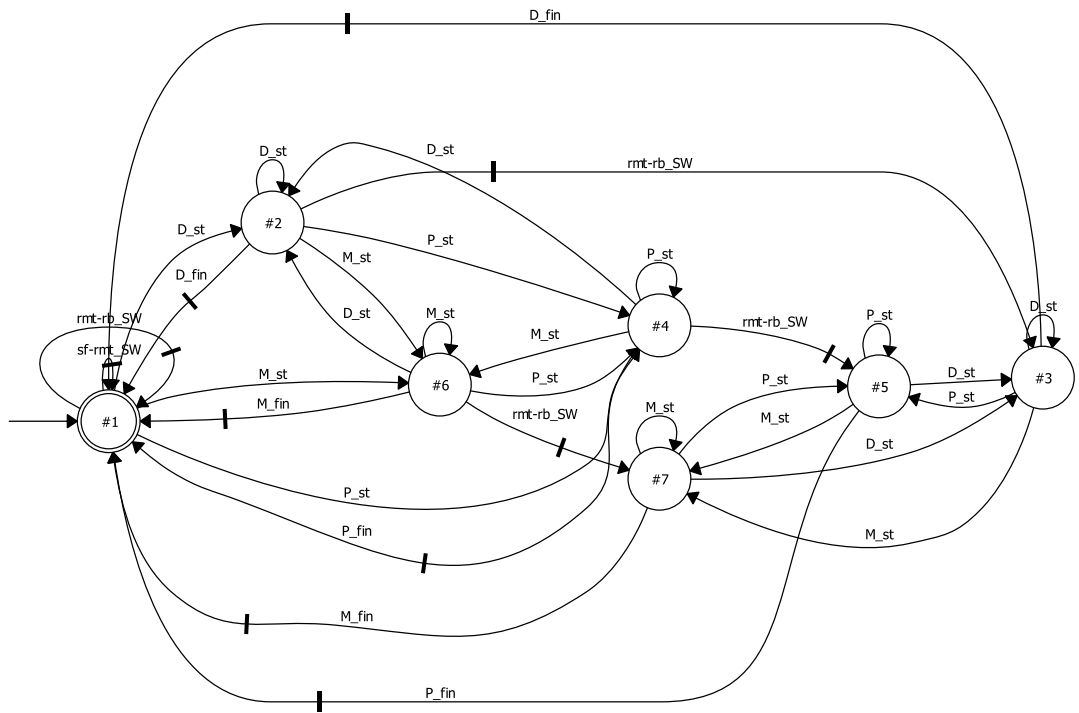 D_fin
D_st
D_st
rmt-rb_SW
#2
D_st
P_st
M_st
P_st
D_fin
D_st
M_st
rmt-rb_SW
sf-rmt_SW
M_st
#4
rmt-rb_SW
P_st
D_st
M_st
#6
P_st
P_st
#5
D_st
#3
P_st
M_fin
rmt-rb_SW
M_st
M_st
#1
D_st
#7
P_st
P_fin
M_st
M_fin
P_fin